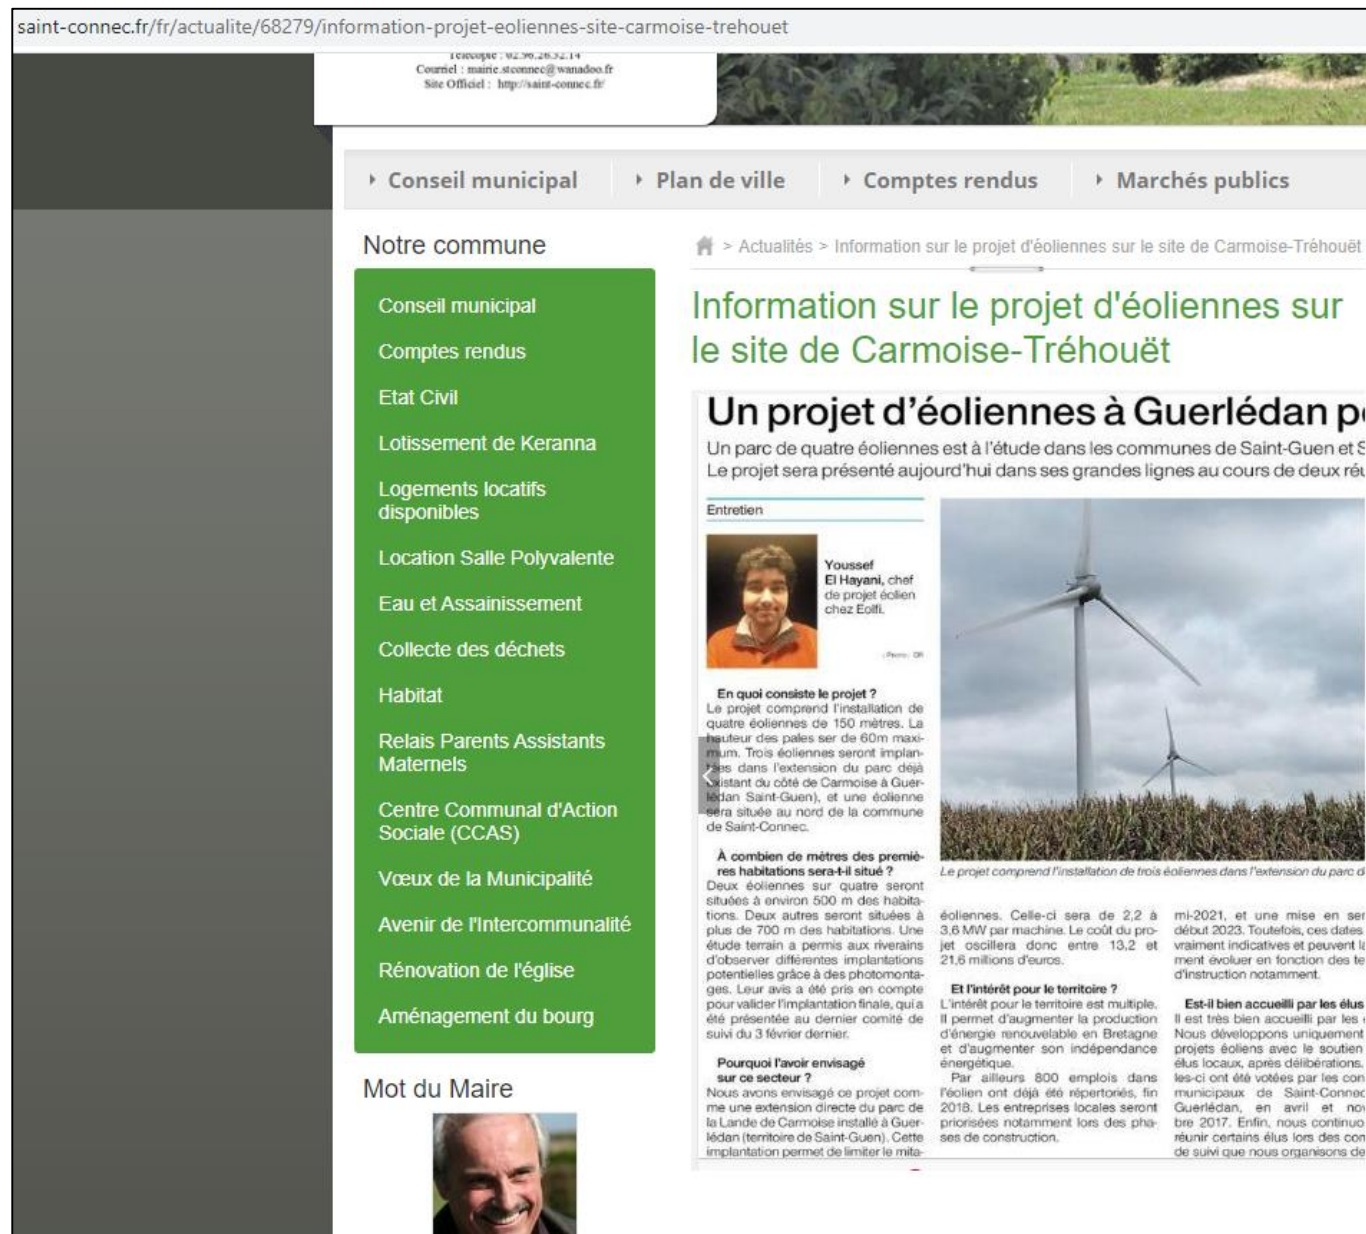 saint-connec.fr/fr/actualite/68279/information-projet-eoliennes-site-carmoise-trehouet
Télécopie : 02.96.26.32.14
Courriel : mairie.stconnec@wanadoo.fr
Site Officiel : http://saint-connec.fr/
Conseil municipal
Plan de ville
Comptes rendus
Marchés publics
Notre commune
Conseil municipal
Comptes rendus
Etat Civil
Lotissement de Keranna
Logements locatifs
disponibles
Location Salle Polyvalente
Eau et Assainissement
Collecte des déchets
Habitat
Relais Parents Assistants
Maternels
Centre Communal d'Action
Sociale (CCAS)
Vœux de la Municipalité
Avenir de l'Intercommunalité
Rénovation de l'église
Aménagement du bourg
Mot du Maire
> Actualités > Information sur le projet d'éoliennes sur le site de Carmoise-Tréhouët
Information sur le projet d'éoliennes sur
le site de Carmoise-Tréhouët
Un projet d'éoliennes à Guerlédan p
Un parc de quatre éoliennes est à l'étude dans les communes de Saint-Guen et S
Le projet sera présenté aujourd'hui dans ses grandes lignes au cours de deux réu
Entretien
Youssef
El Hayani, chef
de projet éolien
chez Eolfi.
En quoi consiste le projet ?
Le projet comprend l'installation de
quatre éoliennes de 150 mètres. La
hauteur des pales ser de 60m maxi-
mum. Trois éoliennes seront implan-
tées dans l'extension du parc déjà
existant du côté de Carmoise à Guer-
lédan Saint-Guen), et une éolienne
sera située au nord de la commune
de Saint-Connec.
À combien de mètres des premiè-
res habitations sera-t-il situé ?
Deux éoliennes sur quatre seront
situées à environ 500 m des habita-
tions. Deux autres seront situées à
plus de 700 m des habitations. Une
étude terrain a permis aux riverains
d'observer différentes implantations
potentielles grâce à des photomonta-
ges. Leur avis a été pris en compte
pour valider l'implantation finale, qui a
été présentée au dernier comité de
suivi du 3 février dernier.
Pourquoi l'avoir envisagé
sur ce secteur ?
Nous avons envisagé ce projet com-
me une extension directe du parc de
la Lande de Carmoise installé à Guer-
lédan (territoire de Saint-Guen). Cette
implantation permet de limiter le mita-
Le projet comprend l'installation de trois éoliennes dans l'extension du parc d
éoliennes. Celle-ci sera de 2,2 à
3,6 MW par machine. Le coût du pro-
jet oscillera donc entre 13,2 et
21,6 millions d'euros.
Et l'intérêt pour le territoire ?
L'intérêt pour le territoire est multiple.
Il permet d'augmenter la production
d'énergie renouvelable en Bretagne
et d'augmenter son indépendance
énergétique.
Par ailleurs 800 emplois dans
l'éolien ont déjà été répertoriés, fin
2018. Les entreprises locales seront
priorisées notamment lors des pha-
ses de construction.
mi-2021, et une mise en ser
début 2023. Toutefois, ces dates
vraiment indicatives et peuvent la
ment évoluer en fonction des te
d'instruction notamment.
Est-il bien accueilli par les élus
Il est très bien accueilli par les
Nous développons uniquement
projets éoliens avec le soutien
élus locaux, après délibérations.
les-ci ont été votées par les con
municipaux de Saint-Connec
Guerlédan, en avril et nov
bre 2017. Enfin, nous continuo
réunir certains élus lors des con
de suivi que nous organisons de